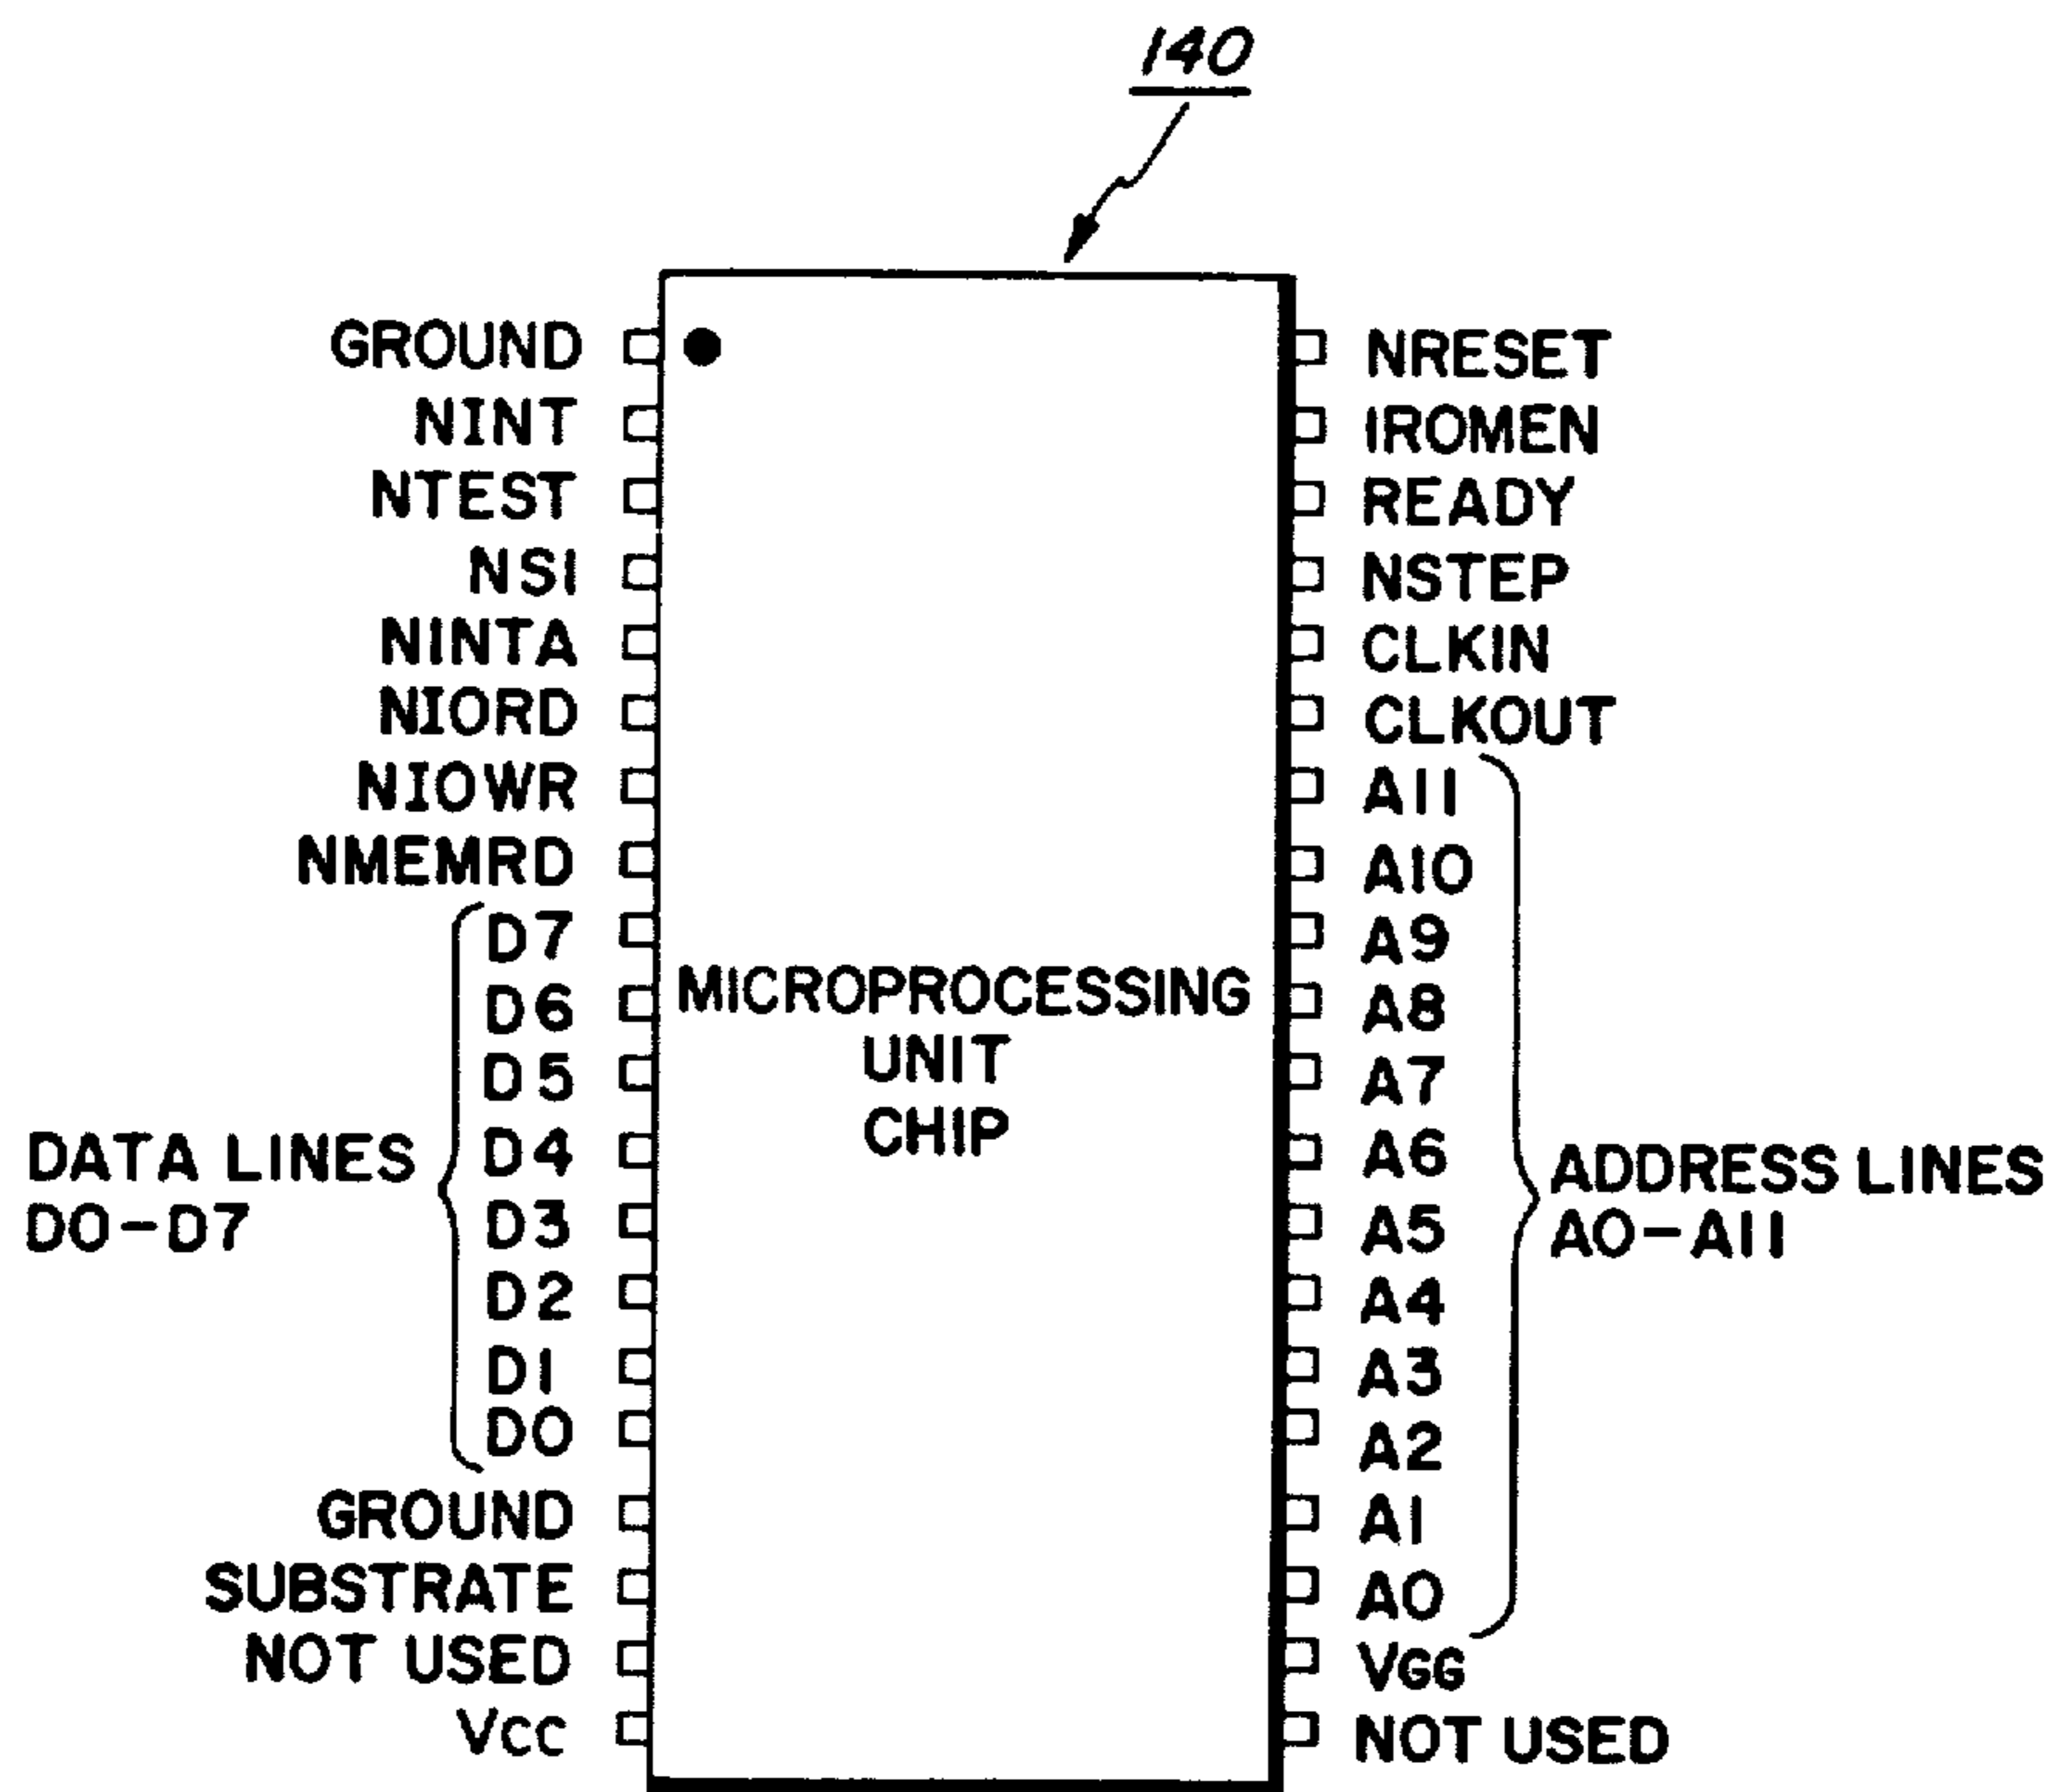 140
GROUND
NINT
NTEST
NSI
NINTA
NIORD
NIOWR
NMEMRD
D7
D6
D5
D4
D3
D2
D1
D0
GROUND
SUBSTRATE
NOT USED
VCC
DATA LINES
D0-D7
MICROPROCESSING
UNIT
CHIP
NRESET
IROMEN
READY
NSTEP
CLKIN
CLKOUT
A11
A10
A9
A8
A7
A6
A5
A4
A3
A2
A1
A0
VGG
NOT USED
ADDRESS LINES
A0-A11